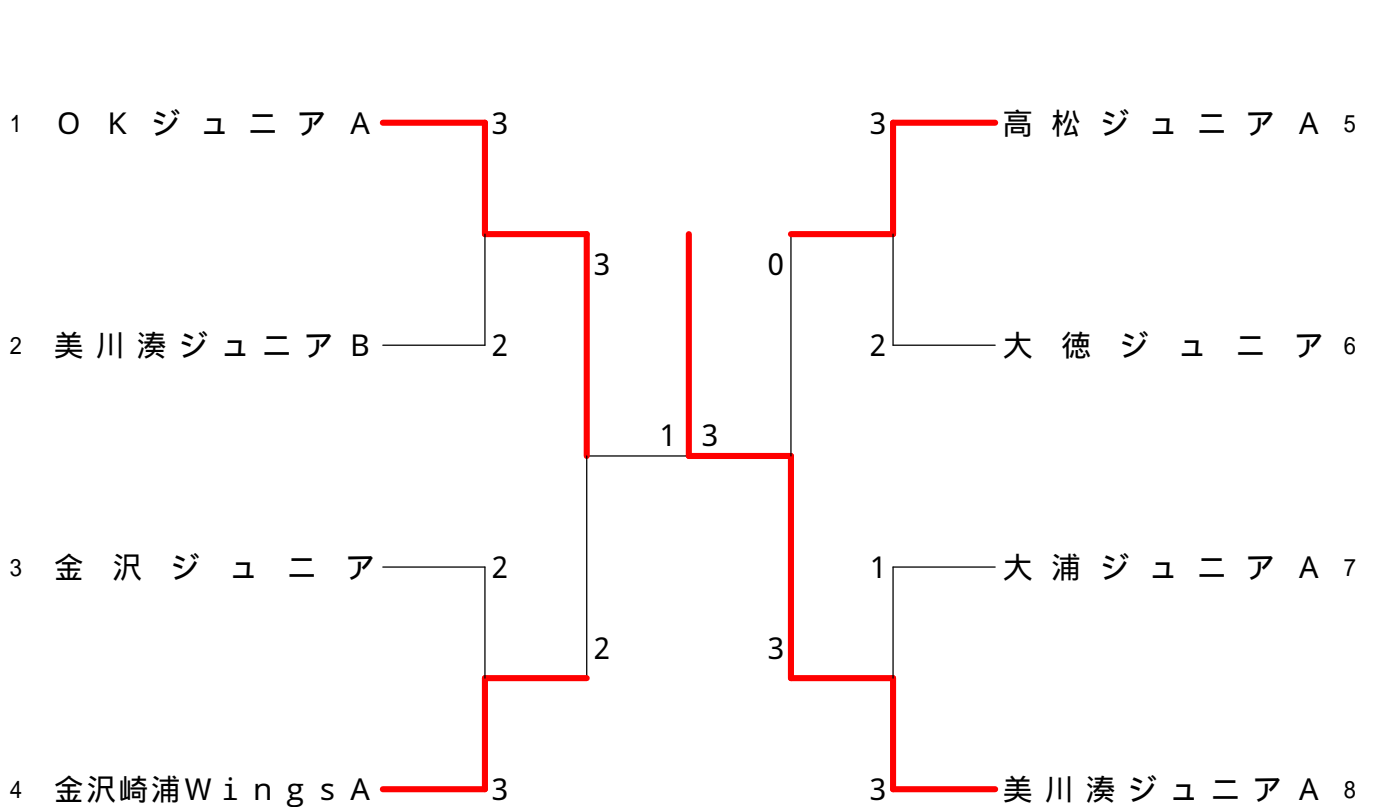 1 ＯＫジュニアＡ 3 3 高松ジュニアＡ 5
3 0
2 美川湊ジュニアＢ 2 2 大徳ジュニア 6
1 3
3 金沢ジュニア 2 1 大浦ジュニアＡ 7
2 3
4 金沢崎浦ＷｉｎｇｓＡ 3 3 美川湊ジュニアＡ 8